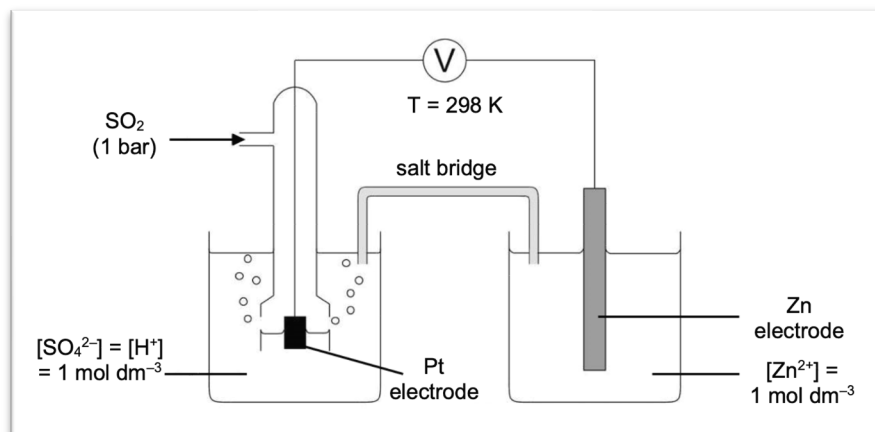 V
T = 298 K
SO₂
(1 bar)
salt bridge
Zn
electrode
[SO₄²⁻] = [H⁺]
= 1 mol dm⁻³
Pt
electrode
[Zn²⁺] =
1 mol dm⁻³